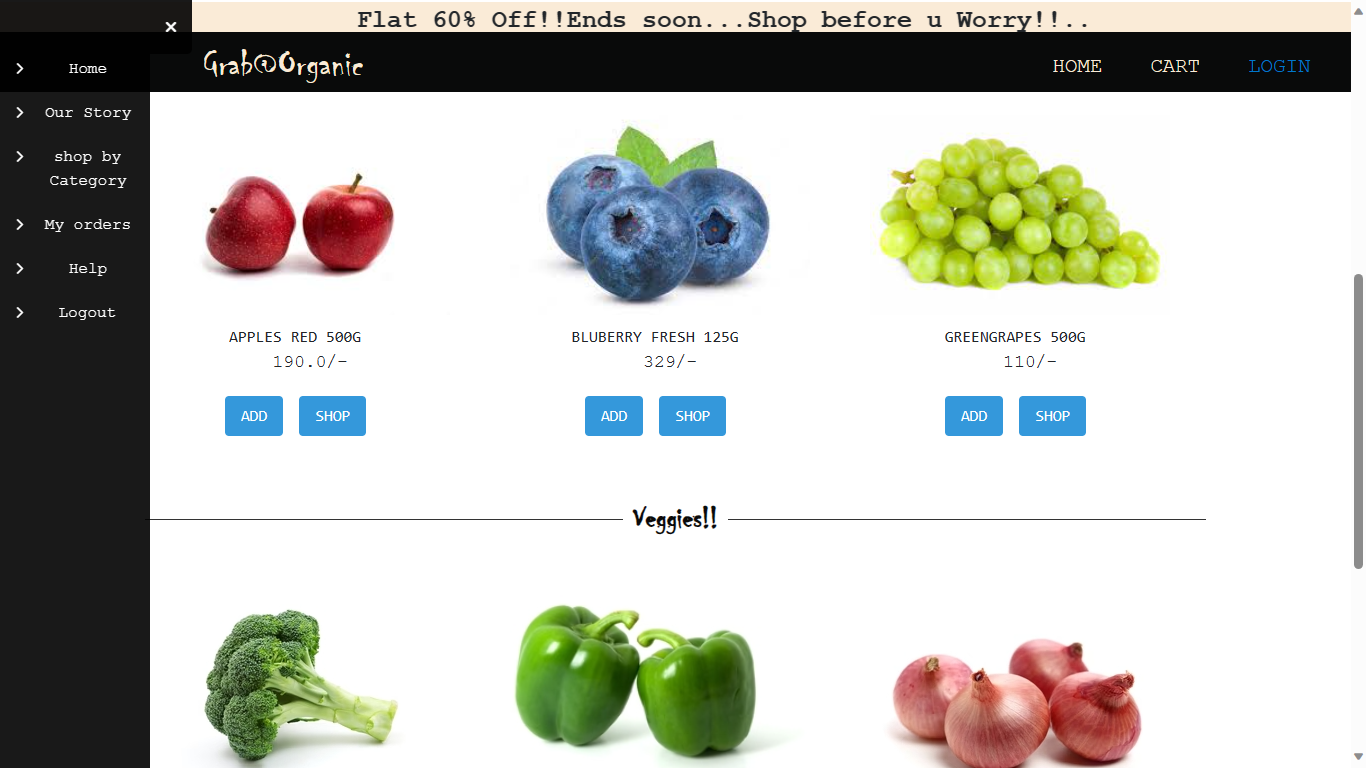 Flat 60% Off!!Ends soon...Shop before u Worry!!..
×
Grab@Organic
HOME
CART
LOGIN
Home
Our Story
shop by
Category
My orders
Help
Logout
APPLES RED 500G
190.0/-
ADD
SHOP
BLUBERRY FRESH 125G
329/-
ADD
SHOP
GREENGRAPES 500G
110/-
ADD
SHOP
Veggies!!